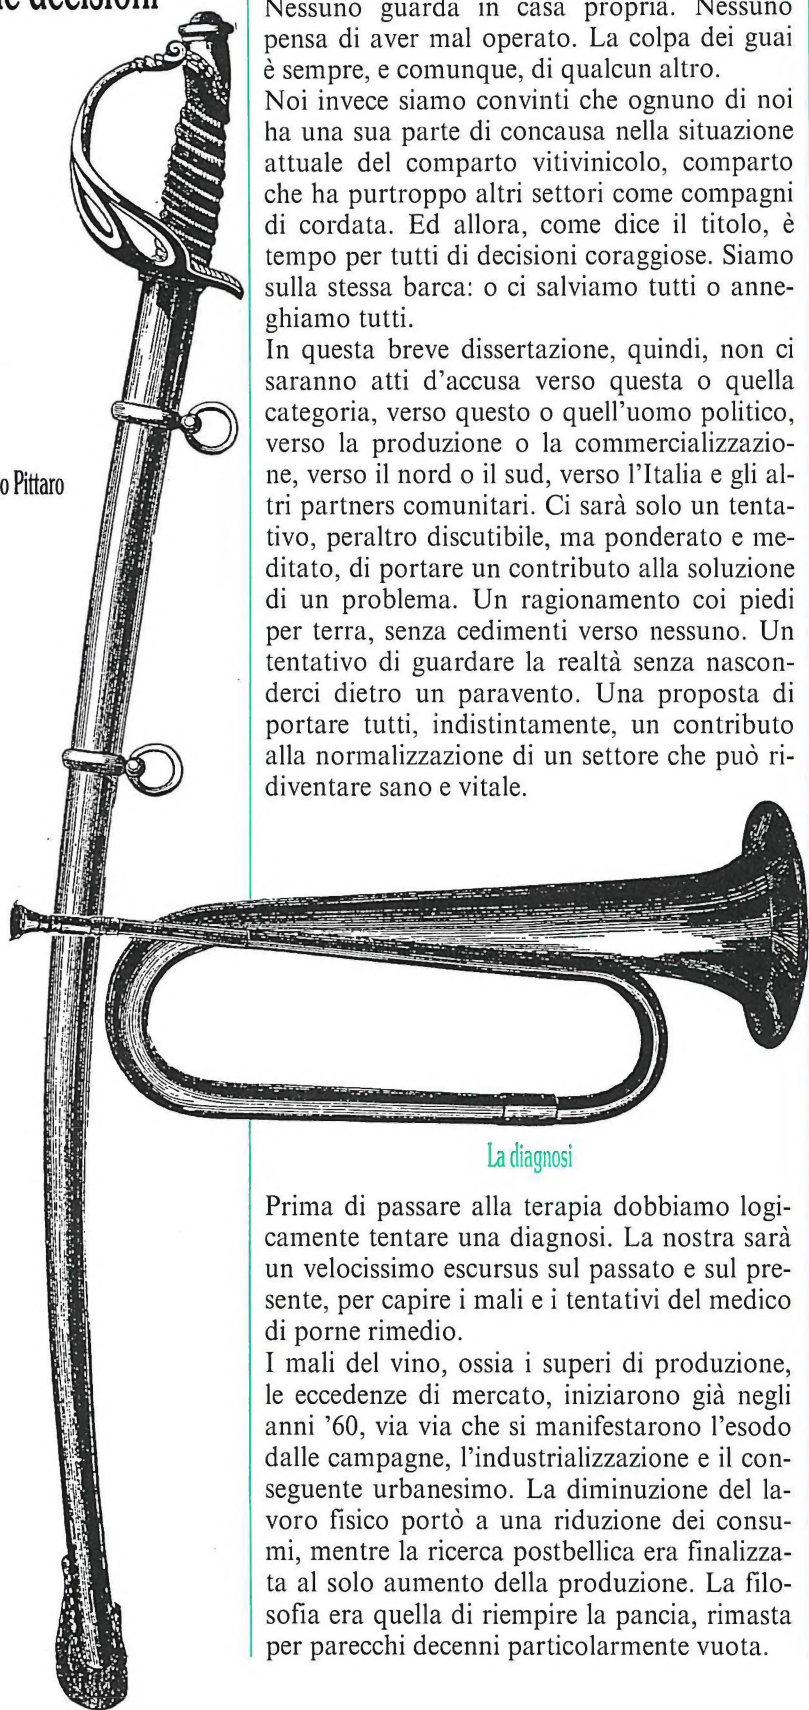 decisioni
o Pittaro
Nessuno guarda in casa propria. Nessuno
pensa di aver mal operato. La colpa dei guai
è sempre, e comunque, di qualcun altro.
Noi invece siamo convinti che ognuno di noi
ha una sua parte di concausa nella situazione
attuale del comparto vitivinicolo, comparto
che ha purtroppo altri settori come compagni
di cordata. Ed allora, come dice il titolo, è
tempo per tutti di decisioni coraggiose. Siamo
sulla stessa barca: o ci salviamo tutti o anne-
ghiamo tutti.
In questa breve dissertazione, quindi, non ci
saranno atti d'accusa verso questa o quella
categoria, verso questo o quell'uomo politico,
verso la produzione o la commercializzazio-
ne, verso il nord o il sud, verso l'Italia e gli al-
tri partners comunitari. Ci sarà solo un tenta-
tivo, peraltro discutibile, ma ponderato e me-
ditato, di portare un contributo alla soluzione
di un problema. Un ragionamento coi piedi
per terra, senza cedimenti verso nessuno. Un
tentativo di guardare la realtà senza nascon-
derci dietro un paravento. Una proposta di
portare tutti, indistintamente, un contributo
alla normalizzazione di un settore che può ri-
diventare sano e vitale.
La diagnosi
Prima di passare alla terapia dobbiamo logi-
camente tentare una diagnosi. La nostra sarà
un velocissimo escursus sul passato e sul pre-
sente, per capire i mali e i tentativi del medico
di porne rimedio.
I mali del vino, ossia i superi di produzione,
le eccedenze di mercato, iniziarono già negli
anni '60, via via che si manifestarono l'esodo
dalle campagne, l'industrializzazione e il con-
seguente urbanesimo. La diminuzione del la-
voro fisico portò a una riduzione dei consu-
mi, mentre la ricerca postbellica era finalizza-
ta al solo aumento della produzione. La filo-
sofia era quella di riempire la pancia, rimasta
per parecchi decenni particolarmente vuota.